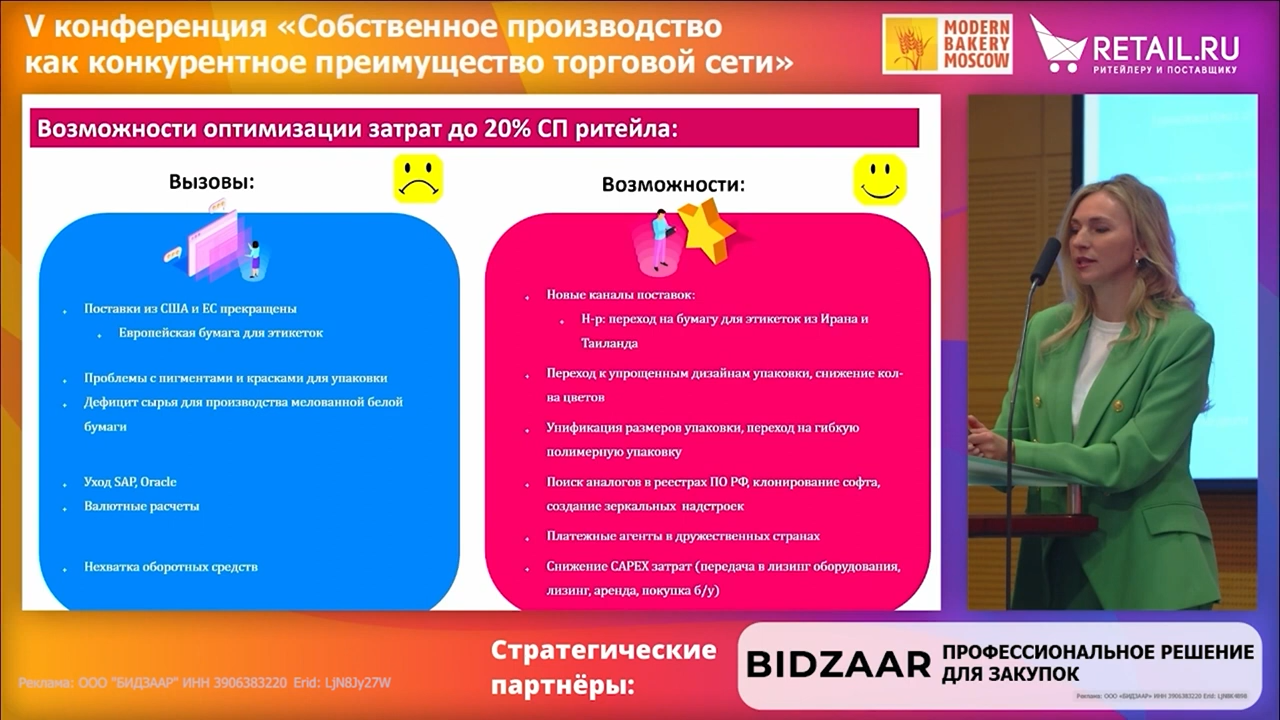 V конференция «Собственное производство
как конкурентное преимущество торговой сети»
MODERN
BAKERY
MOSCOW
RETAIL.RU
РИТЕЙЛЕРУ И ПОСТАВЩИКУ
Возможности оптимизации затрат до 20% СП ритейла:
Вызовы:
Поставки из США и ЕС прекращены
Европейская бумага для этикеток
Проблемы с пигментами и красками для упаковки
Дефицит сырья для производства мелованной белой
бумаги
Уход SAP, Oracle
Валютные расчеты
Нехватка оборотных средств
Возможности:
Новые каналы поставок:
Н-р: переход на бумагу для этикеток из Ирана и
Таиланда
Переход к упрощенным дизайнам упаковки, снижение кол-
ва цветов
Унификация размеров упаковки, переход на гибкую
полимерную упаковку
Поиск аналогов в реестрах ПО РФ, клонирование софта,
создание зеркальных надстроек
Платежные агенты в дружественных странах
Снижение CAPEX затрат (передача в лизинг оборудования,
лизинг, аренда, покупка б/у)
Стратегические
партнёры:
BIDZAAR
ПРОФЕССИОНАЛЬНОЕ РЕШЕНИЕ
ДЛЯ ЗАКУПОК
Реклама: ООО "БИДЗААР" ИНН 3906383220 Erid: LjN8Jy27W
Реклама: ООО «БИДЗААР» ИНН 3906383220 Erid: